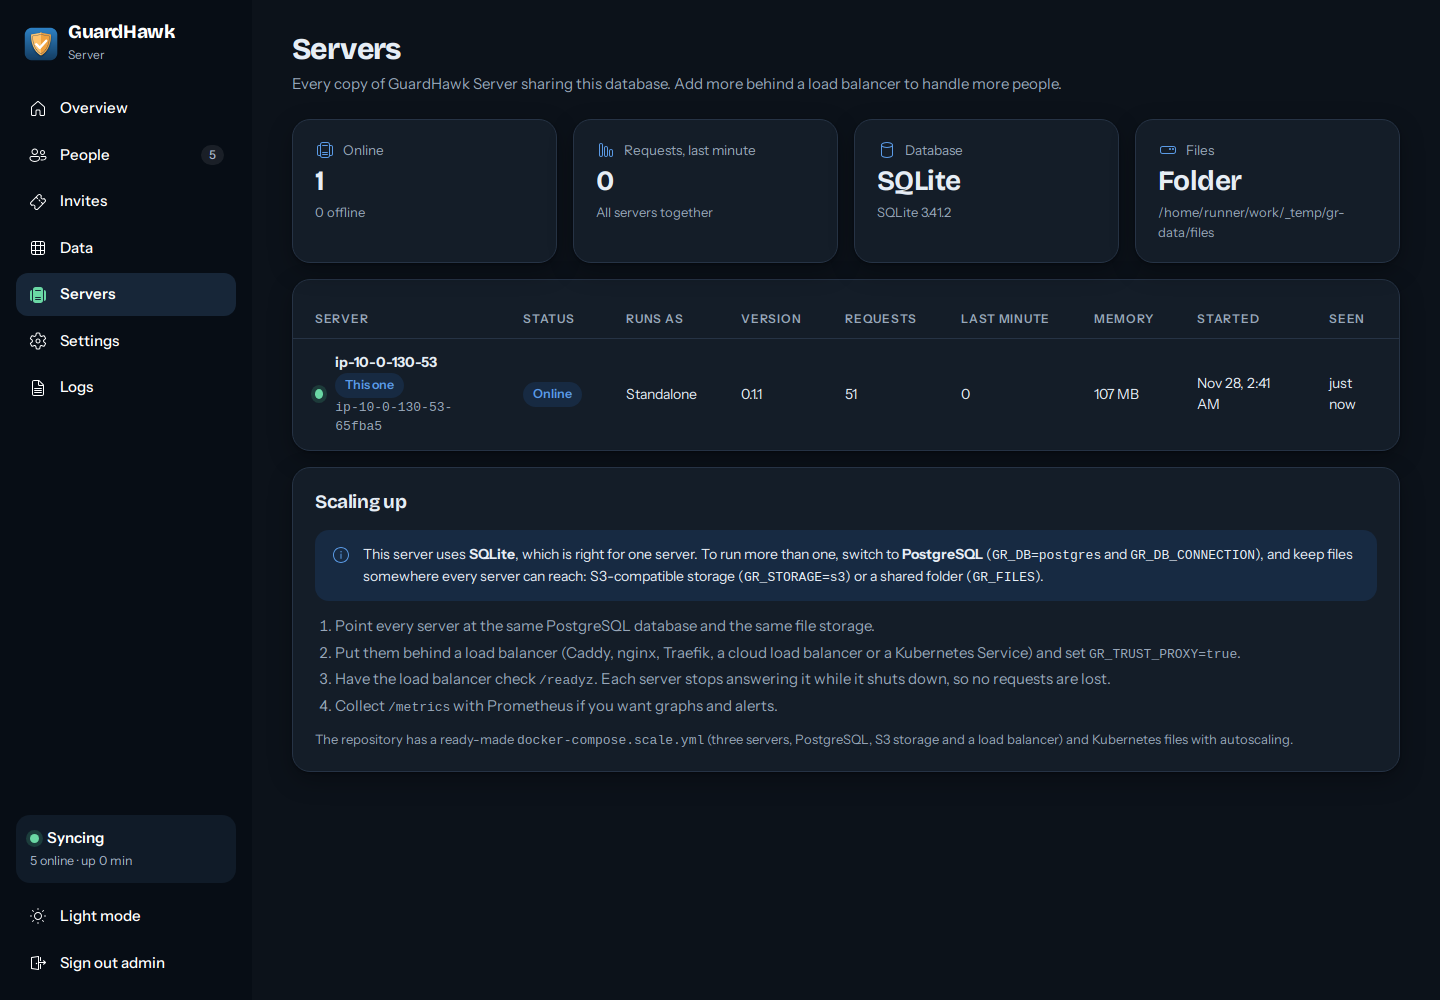 GuardHawk
Server
Overview
People 5
Invites
Data
Servers
Settings
Logs
Syncing
5 online · up 0 min
Light mode
Sign out admin
Servers
Every copy of GuardHawk Server sharing this database. Add more behind a load balancer to handle more people.
Online
1
0 offline
Requests, last minute
0
All servers together
Database
SQLite
SQLite 3.41.2
Files
Folder
/home/runner/work/_temp/gr-
data/files
SERVER STATUS RUNS AS VERSION REQUESTS LAST MINUTE MEMORY STARTED SEEN
ip-10-0-130-53
This one
ip-10-0-130-53-
65fba5
Online
Standalone
0.1.1
51
0
107 MB
Nov 28, 2:41
AM
just
now
Scaling up
This server uses SQLite, which is right for one server. To run more than one, switch to PostgreSQL (GR_DB=postgres and GR_DB_CONNECTION), and keep files
somewhere every server can reach: S3-compatible storage (GR_STORAGE=s3) or a shared folder (GR_FILES).
1. Point every server at the same PostgreSQL database and the same file storage.
2. Put them behind a load balancer (Caddy, nginx, Traefik, a cloud load balancer or a Kubernetes Service) and set GR_TRUST_PROXY=true.
3. Have the load balancer check /readyz. Each server stops answering it while it shuts down, so no requests are lost.
4. Collect /metrics with Prometheus if you want graphs and alerts.
The repository has a ready-made docker-compose.scale.yml (three servers, PostgreSQL, S3 storage and a load balancer) and Kubernetes files with autoscaling.